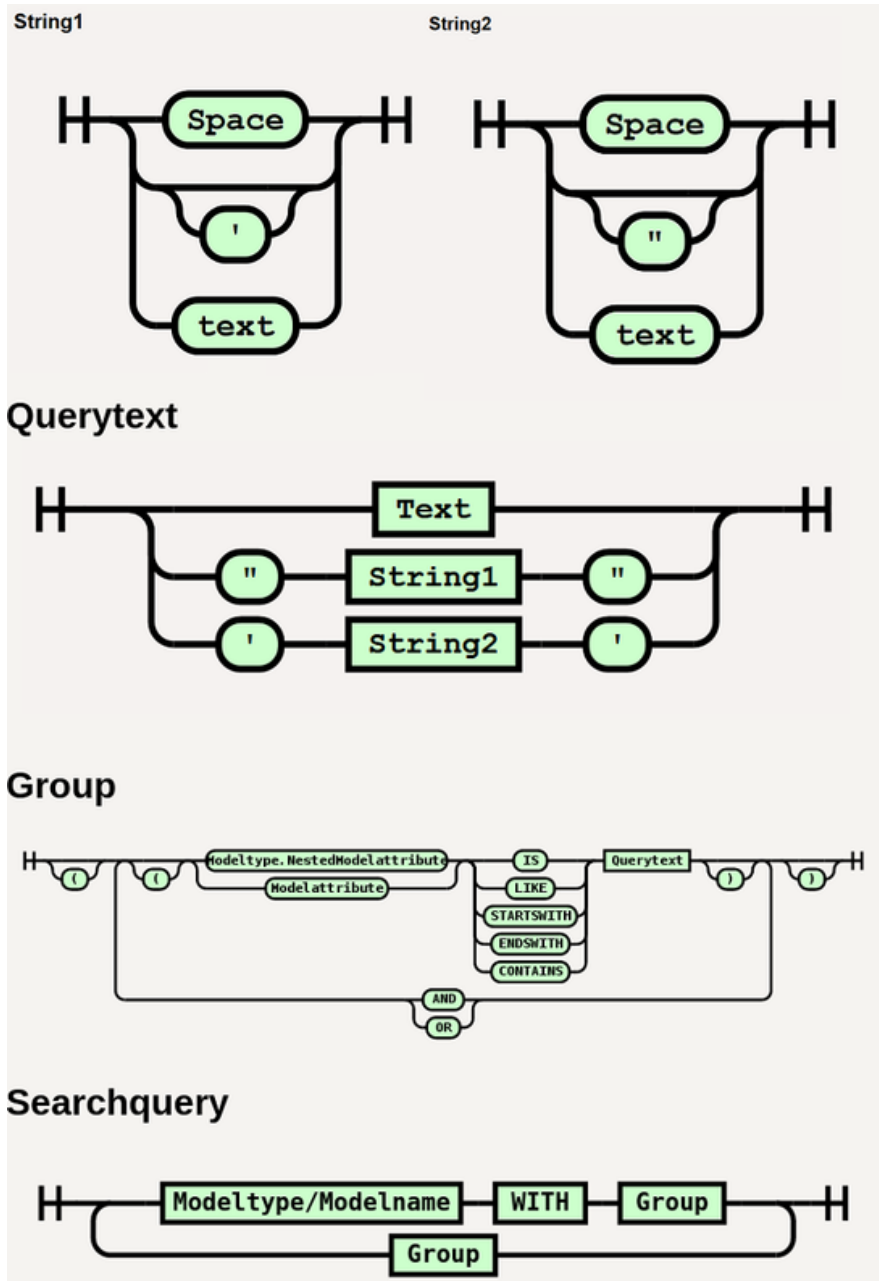 String1 String2
Space Space
' "
text text
Querytext
Text
" String1 "
' String2 '
Group
Modeltype.NestedModelattribute IS Querytext
( ( Modelattribute LIKE ) )
STARTSWITH
ENDSWITH
CONTAINS
AND
OR
Searchquery
Modeltype/Modelname WITH Group
Group